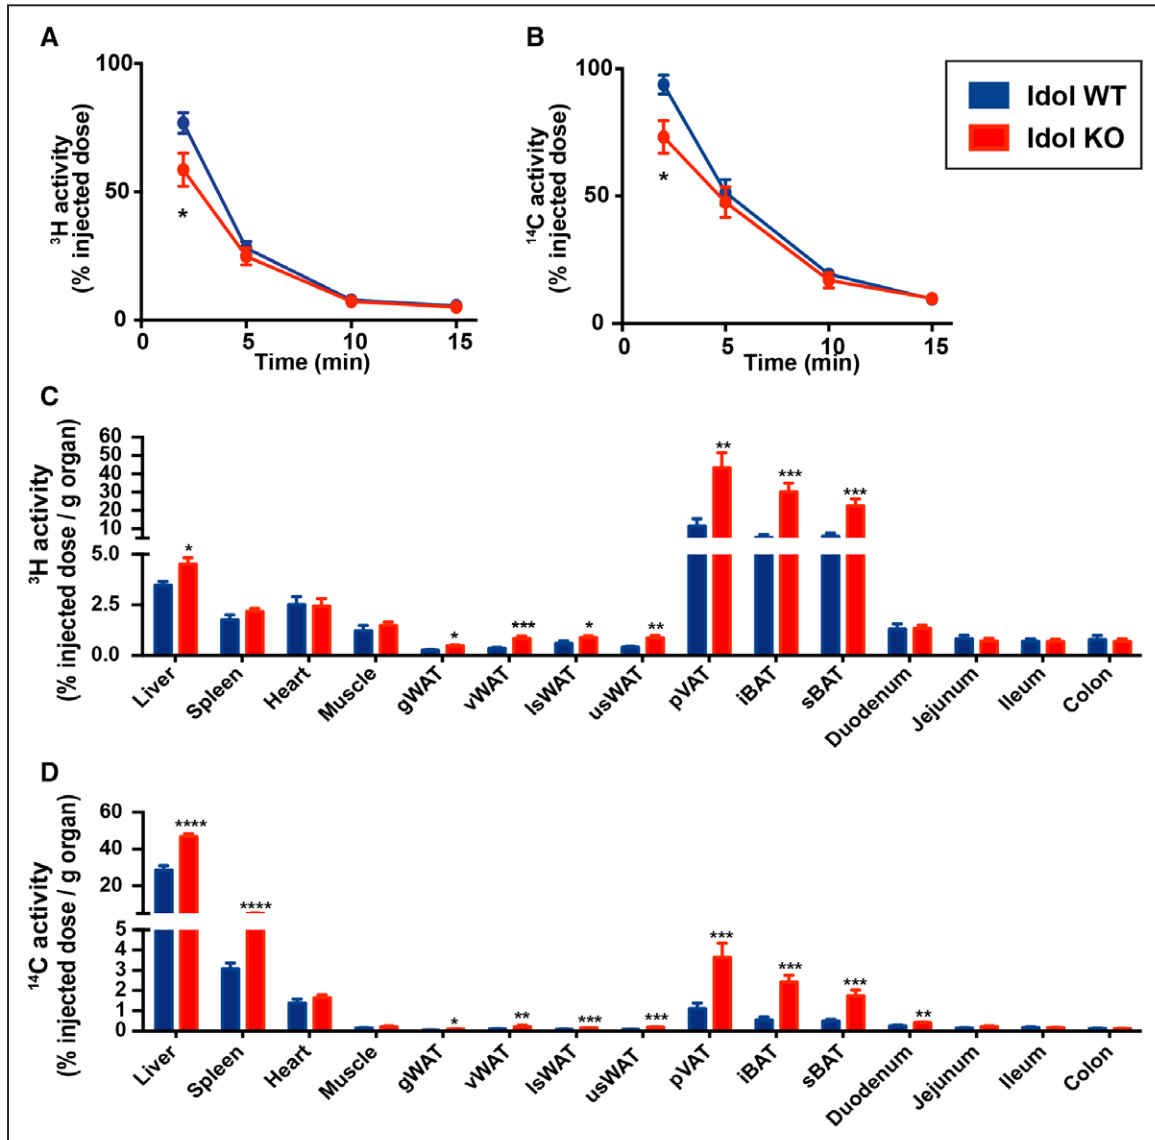 A
100
50
0
0
5
10
15
³H activity
(% injected dose)
*
Time (min)
B
100
50
0
0
5
10
15
¹⁴C activity
(% injected dose)
*
Time (min)
Idol WT
Idol KO
C
³H activity
(% injected dose / g organ)
60
50
40
30
20
10
5.0
2.5
0.0
*
*
***
*
**
**
***
***
Liver
Spleen
Heart
Muscle
gWAT
vWAT
lsWAT
usWAT
pVAT
iBAT
sBAT
Duodenum
Jejunum
Ileum
Colon
D
¹⁴C activity
(% injected dose / g organ)
60
40
20
5
4
3
2
1
0
****
****
*
**
***
***
***
***
***
**
Liver
Spleen
Heart
Muscle
gWAT
vWAT
lsWAT
usWAT
pVAT
iBAT
sBAT
Duodenum
Jejunum
Ileum
Colon